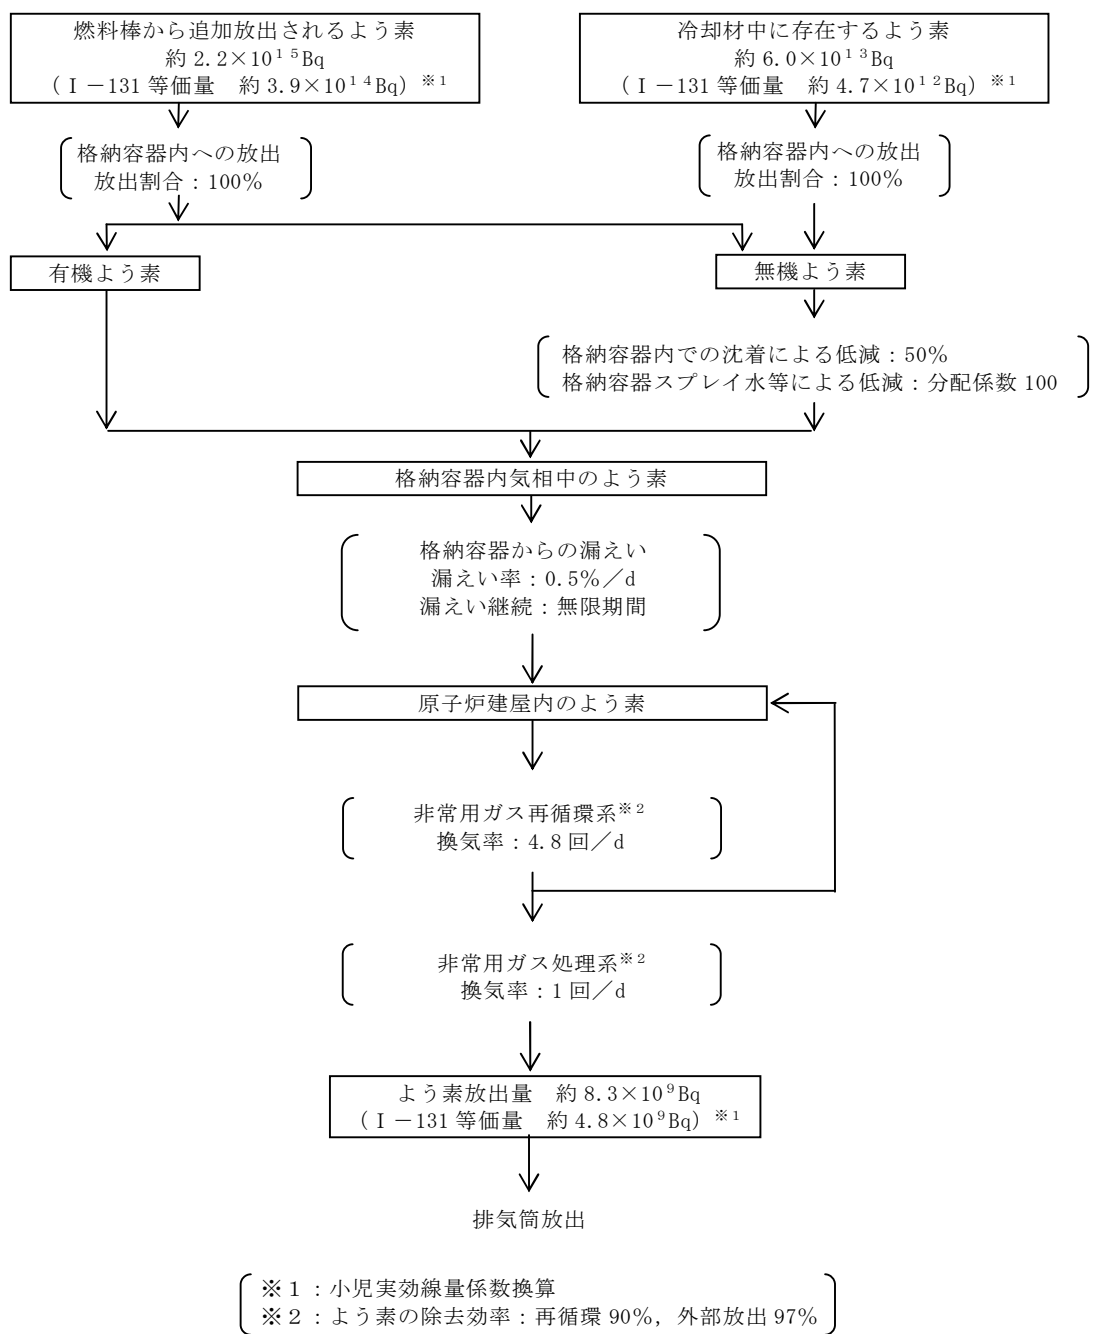 燃料棒から追加放出されるよう素
約 2.2×10¹⁵Bq
（Ｉ－131 等価量　約 3.9×10¹⁴Bq）※1
冷却材中に存在するよう素
約 6.0×10¹³Bq
（Ｉ－131 等価量　約 4.7×10¹²Bq）※1
格納容器内への放出
放出割合：100%
格納容器内への放出
放出割合：100%
有機よう素
無機よう素
格納容器内での沈着による低減：50%
格納容器スプレイ水等による低減：分配係数 100
格納容器内気相中のよう素
格納容器からの漏えい
漏えい率：0.5%／d
漏えい継続：無限期間
原子炉建屋内のよう素
非常用ガス再循環系※2
換気率：4.8 回／d
非常用ガス処理系※2
換気率：1 回／d
よう素放出量　約 8.3×10⁹Bq
（Ｉ－131 等価量　約 4.8×10⁹Bq）※1
排気筒放出
※１：小児実効線量係数換算
※２：よう素の除去効率：再循環 90%，外部放出 97%